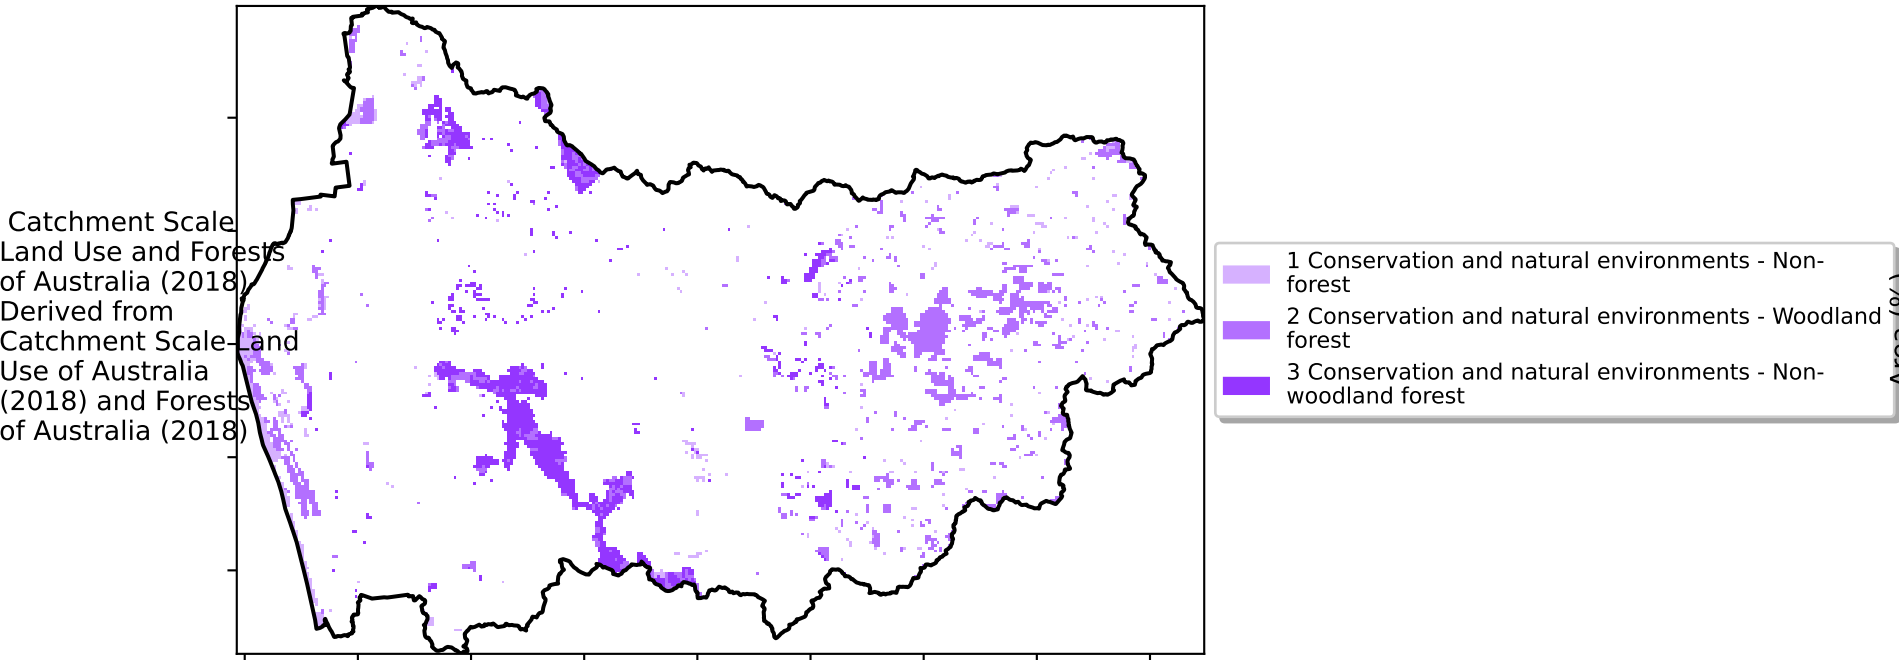 Catchment Scale
Land Use and Forests
of Australia (2018)
Derived from
Catchment Scale Land
Use of Australia
(2018) and Forests
of Australia (2018)
1 Conservation and natural environments - Non-
forest
2 Conservation and natural environments - Woodland
forest
3 Conservation and natural environments - Non-
woodland forest